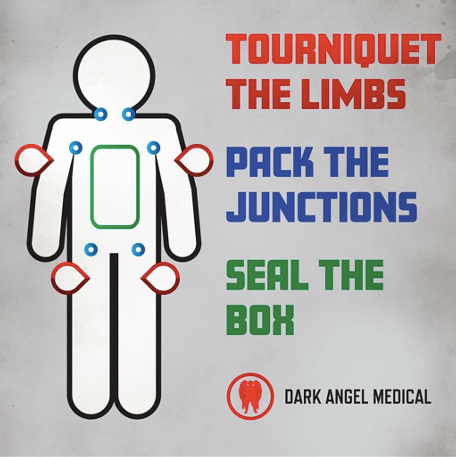 TOURNIQUET
THE LIMBS
PACK THE
JUNCTIONS
SEAL THE
BOX
DARK ANGEL MEDICAL